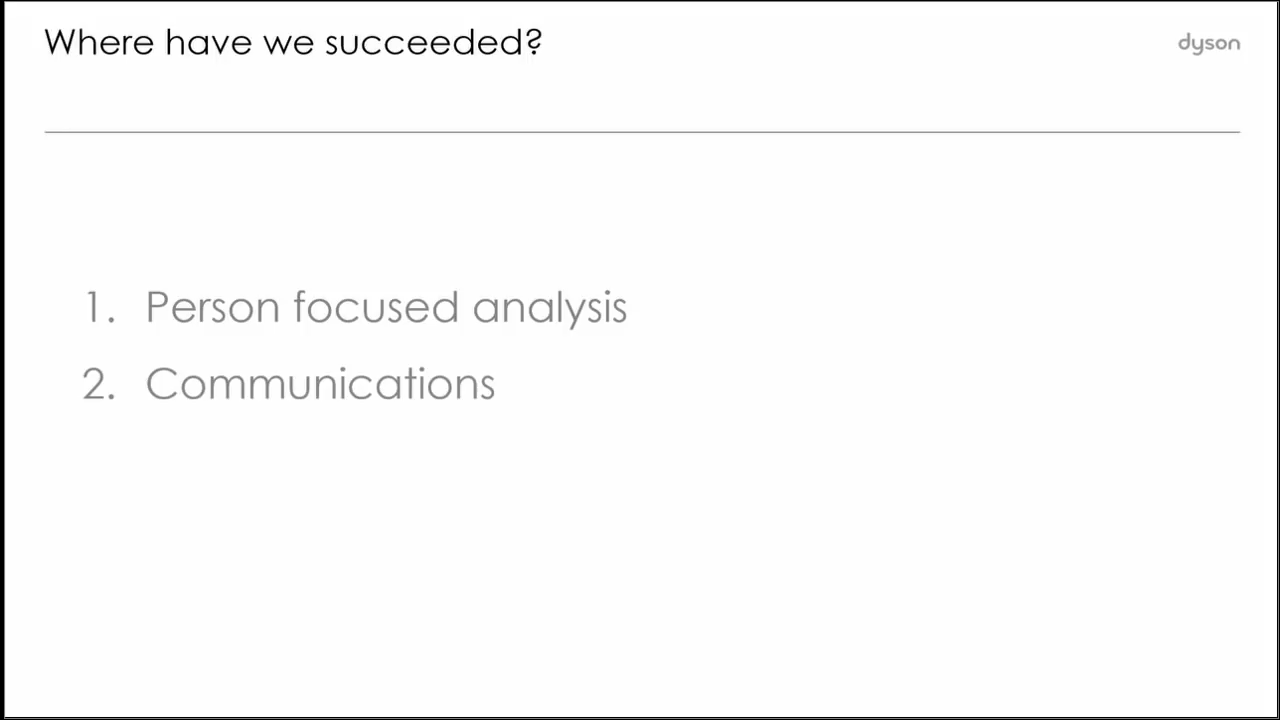 Where have we succeeded?
dyson
1. Person focused analysis
2. Communications